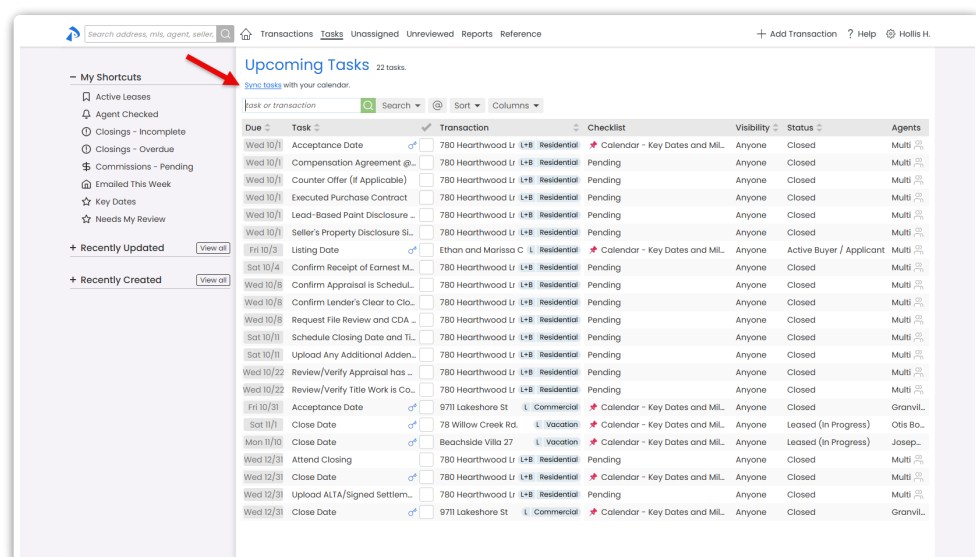 Search address, mls, agent, seller, Transactions Tasks Unassigned Unreviewed Reports Reference + Add Transaction ? Help Hollis H.
− My Shortcuts
Active Leases
Agent Checked
Closings - Incomplete
Closings - Overdue
Commissions - Pending
Emailed This Week
Key Dates
Needs My Review
+ Recently Updated View all
+ Recently Created View all
Upcoming Tasks 22 tasks.
Sync tasks with your calendar.
task or transaction Search @ Sort Columns
Due Task Transaction Checklist Visibility Status Agents
Wed 10/1 Acceptance Date 780 Hearthwood Lr L+B Residential Calendar - Key Dates and Mil... Anyone Closed Multi
Wed 10/1 Compensation Agreement @... 780 Hearthwood Lr L+B Residential Pending Anyone Closed Multi
Wed 10/1 Counter Offer (If Applicable) 780 Hearthwood Lr L+B Residential Pending Anyone Closed Multi
Wed 10/1 Executed Purchase Contract 780 Hearthwood Lr L+B Residential Pending Anyone Closed Multi
Wed 10/1 Lead-Based Paint Disclosure ... 780 Hearthwood Lr L+B Residential Pending Anyone Closed Multi
Wed 10/1 Seller's Property Disclosure Si... 780 Hearthwood Lr L+B Residential Pending Anyone Closed Multi
Fri 10/3 Listing Date Ethan and Marissa C L Residential Calendar - Key Dates and Mil... Anyone Active Buyer / Applicant Multi
Sat 10/4 Confirm Receipt of Earnest M... 780 Hearthwood Lr L+B Residential Pending Anyone Closed Multi
Wed 10/8 Confirm Appraisal is Schedul... 780 Hearthwood Lr L+B Residential Pending Anyone Closed Multi
Wed 10/8 Confirm Lender's Clear to Clo... 780 Hearthwood Lr L+B Residential Pending Anyone Closed Multi
Wed 10/8 Request File Review and CDA ... 780 Hearthwood Lr L+B Residential Pending Anyone Closed Multi
Sat 10/11 Schedule Closing Date and Ti... 780 Hearthwood Lr L+B Residential Pending Anyone Closed Multi
Sat 10/11 Upload Any Additional Adden... 780 Hearthwood Lr L+B Residential Pending Anyone Closed Multi
Wed 10/22 Review/Verify Appraisal has ... 780 Hearthwood Lr L+B Residential Pending Anyone Closed Multi
Wed 10/22 Review/Verify Title Work is Co... 780 Hearthwood Lr L+B Residential Pending Anyone Closed Multi
Fri 10/31 Acceptance Date 9711 Lakeshore St L Commercial Calendar - Key Dates and Mil... Anyone Closed Granvil...
Sat 11/1 Close Date 78 Willow Creek Rd. L Vacation Calendar - Key Dates and Mil... Anyone Leased (In Progress) Otis Bo...
Mon 11/10 Close Date Beachside Villa 27 L Vacation Calendar - Key Dates and Mil... Anyone Leased (In Progress) Josep...
Wed 12/31 Attend Closing 780 Hearthwood Lr L+B Residential Pending Anyone Closed Multi
Wed 12/31 Close Date 780 Hearthwood Lr L+B Residential Calendar - Key Dates and Mil... Anyone Closed Multi
Wed 12/31 Upload ALTA/Signed Settlem... 780 Hearthwood Lr L+B Residential Pending Anyone Closed Multi
Wed 12/31 Close Date 9711 Lakeshore St L Commercial Calendar - Key Dates and Mil... Anyone Closed Granvil...